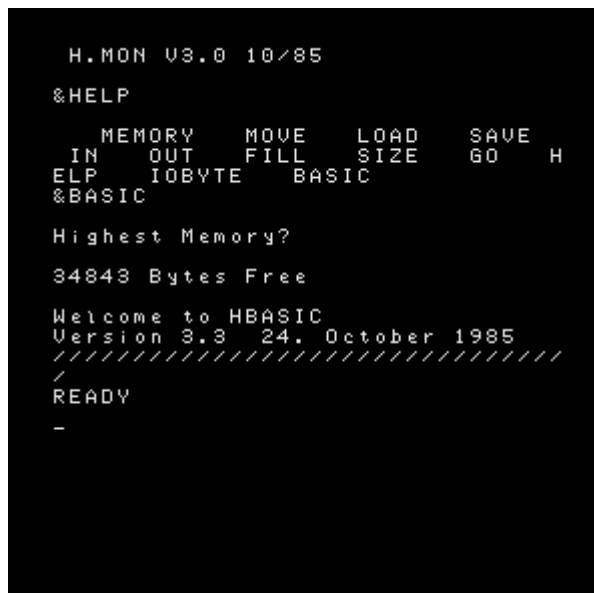 H.MON V3.0 10/85
&HELP
MEMORY MOVE LOAD SAVE
IN OUT FILL SIZE GO H
ELP IOBYTE BASIC
&BASIC
Highest Memory?
34843 Bytes Free
Welcome to HBASIC
Version 3.3 24. October 1985
////////////////////////////////
/
READY
_